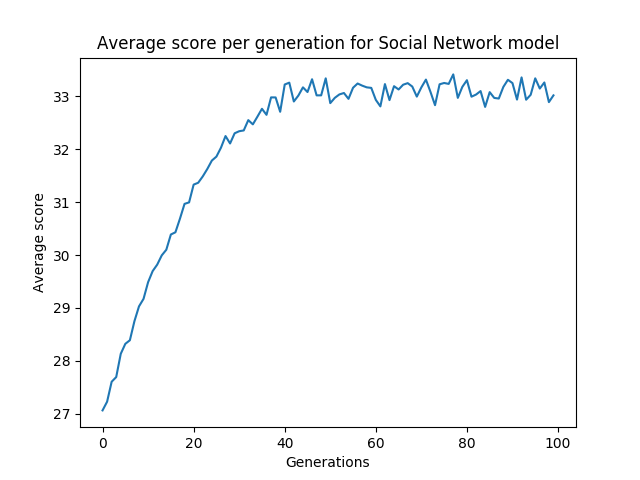 Average score per generation for Social Network model
33
32
31
30
29
28
27
Average score
0 20 40 60 80 100
Generations